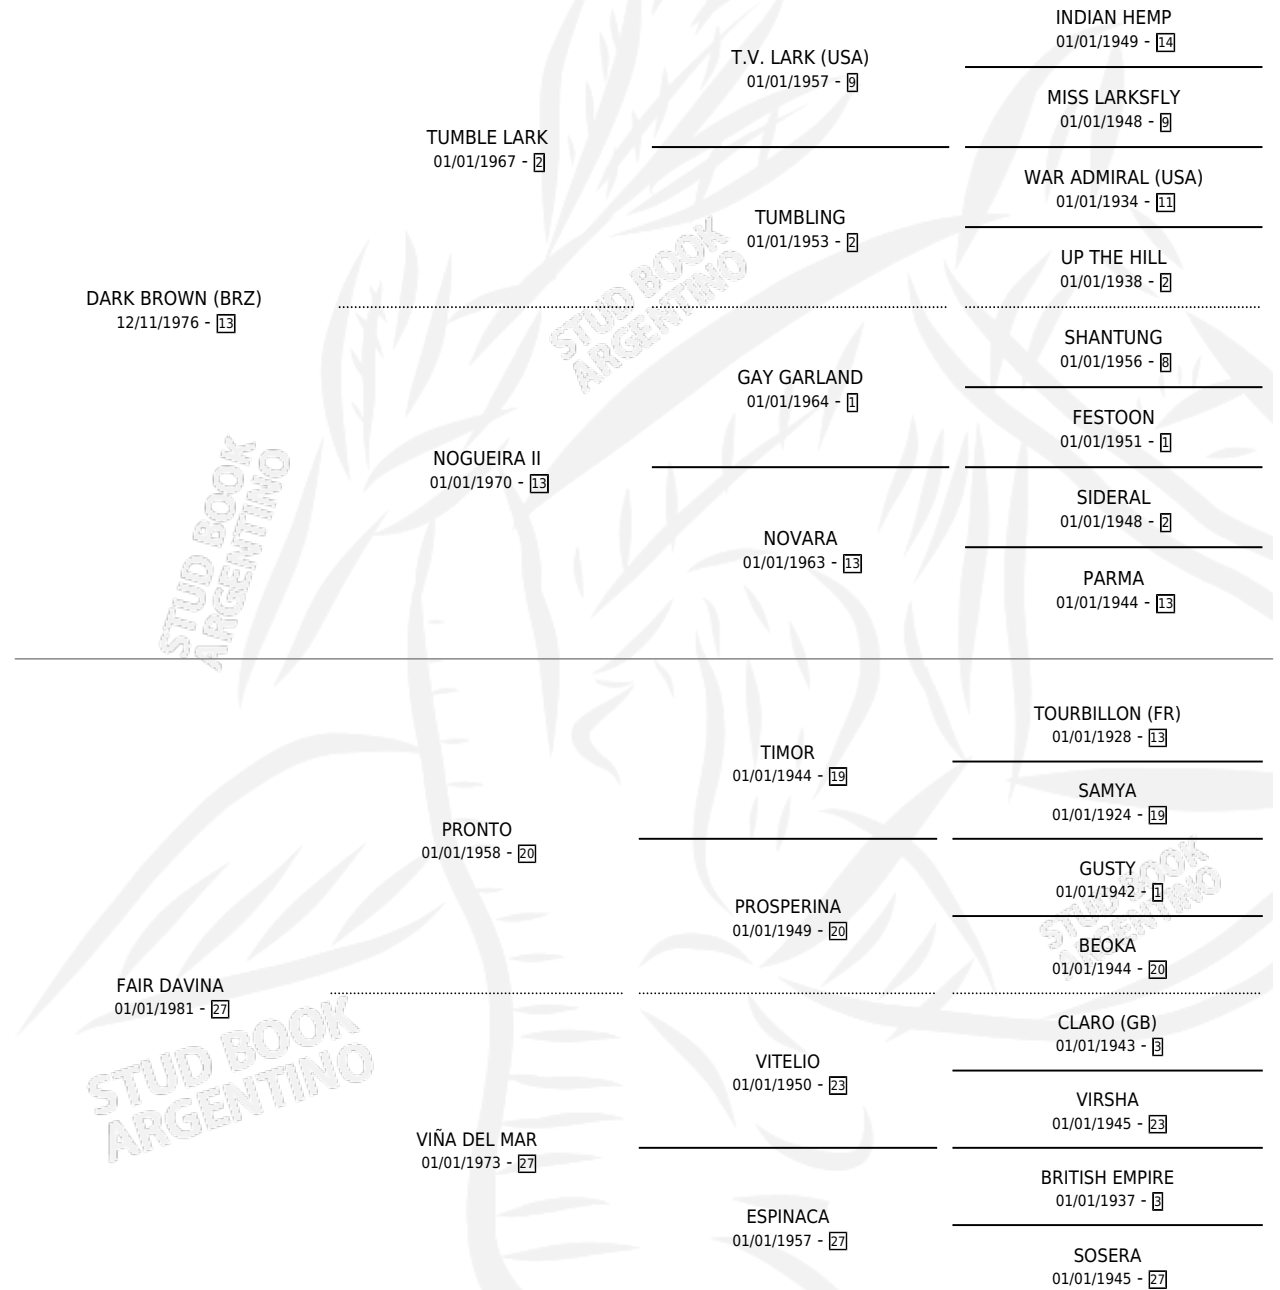 INDIAN HEMP
01/01/1949 - 14
T.V. LARK (USA)
01/01/1957 - 9
MISS LARKSFLY
01/01/1948 - 9
TUMBLE LARK
01/01/1967 - 2
WAR ADMIRAL (USA)
01/01/1934 - 11
TUMBLING
01/01/1953 - 2
UP THE HILL
01/01/1938 - 2
DARK BROWN (BRZ)
12/11/1976 - 13
SHANTUNG
01/01/1956 - 8
GAY GARLAND
01/01/1964 - 1
FESTOON
01/01/1951 - 1
NOGUEIRA II
01/01/1970 - 13
SIDERAL
01/01/1948 - 2
NOVARA
01/01/1963 - 13
PARMA
01/01/1944 - 13
TOURBILLON (FR)
01/01/1928 - 13
TIMOR
01/01/1944 - 19
SAMYA
01/01/1924 - 19
PRONTO
01/01/1958 - 20
GUSTY
01/01/1942 - 1
PROSPERINA
01/01/1949 - 20
BEOKA
01/01/1944 - 20
FAIR DAVINA
01/01/1981 - 27
CLARO (GB)
01/01/1943 - 3
VITELIO
01/01/1950 - 23
VIRSHA
01/01/1945 - 23
VIÑA DEL MAR
01/01/1973 - 27
BRITISH EMPIRE
01/01/1937 - 3
ESPINACA
01/01/1957 - 27
SOSERA
01/01/1945 - 27
STUD BOOK
ARGENTINO
STUD BOOK
ARGENTINO
STUD BOOK
ARGENTINO
STUD BOOK
ARGENTINO